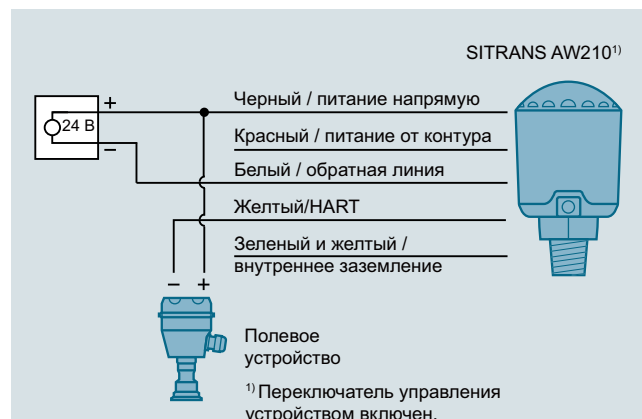 SITRANS AW210¹⁾
+
24 В
–
Черный / питание напрямую
Красный / питание от контура
Белый / обратная линия
Желтый/HART
Зеленый и желтый /
внутреннее заземление
– +
Полевое
устройство
¹⁾ Переключатель управления
устройством включен.